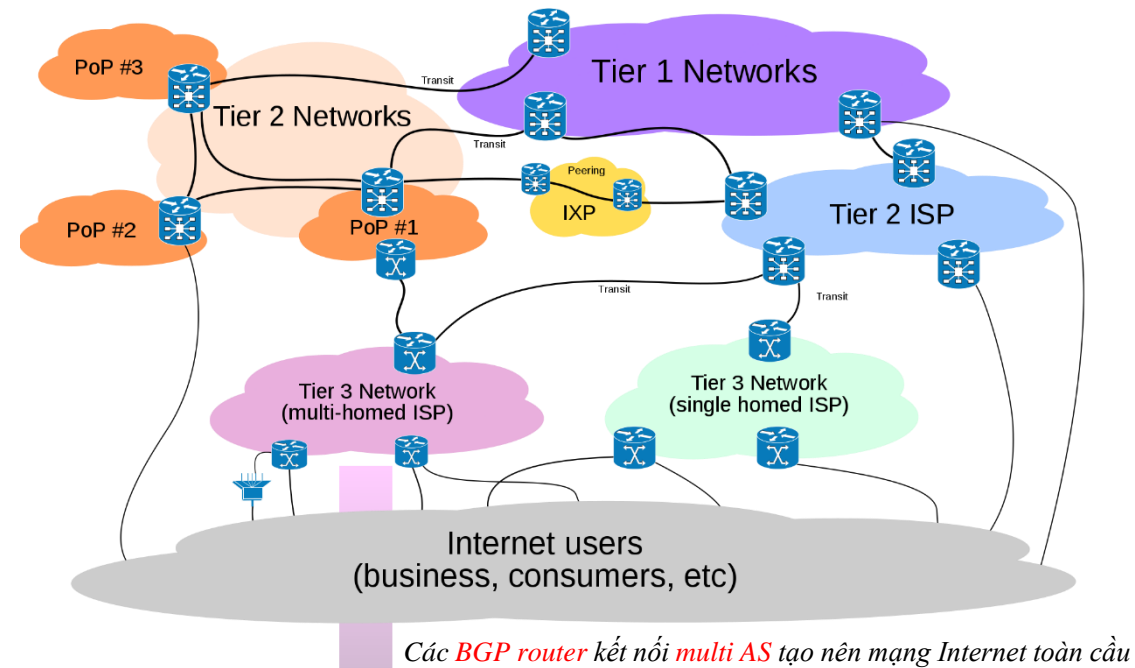 PoP #3
Tier 2 Networks
Transit
Tier 1 Networks
Transit
Peering
IXP
PoP #2
PoP #1
Tier 2 ISP
Transit
Transit
Tier 3 Network
(multi-homed ISP)
Tier 3 Network
(single homed ISP)
Internet users
(business, consumers, etc)
Các BGP router kết nối multi AS tạo nên mạng Internet toàn cầu